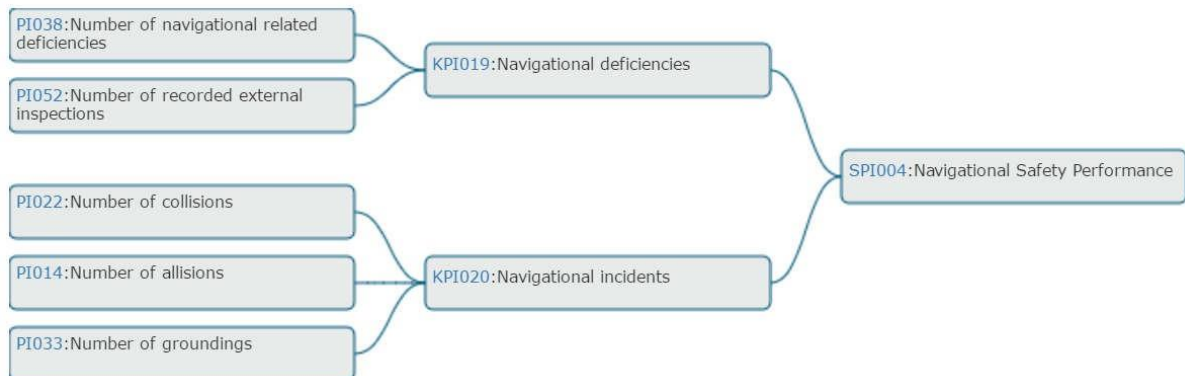 PI038:Number of navigational related
deficiencies
PI052:Number of recorded external
inspections
KPI019:Navigational deficiencies
PI022:Number of collisions
PI014:Number of allisions
PI033:Number of groundings
KPI020:Navigational incidents
SPI004:Navigational Safety Performance